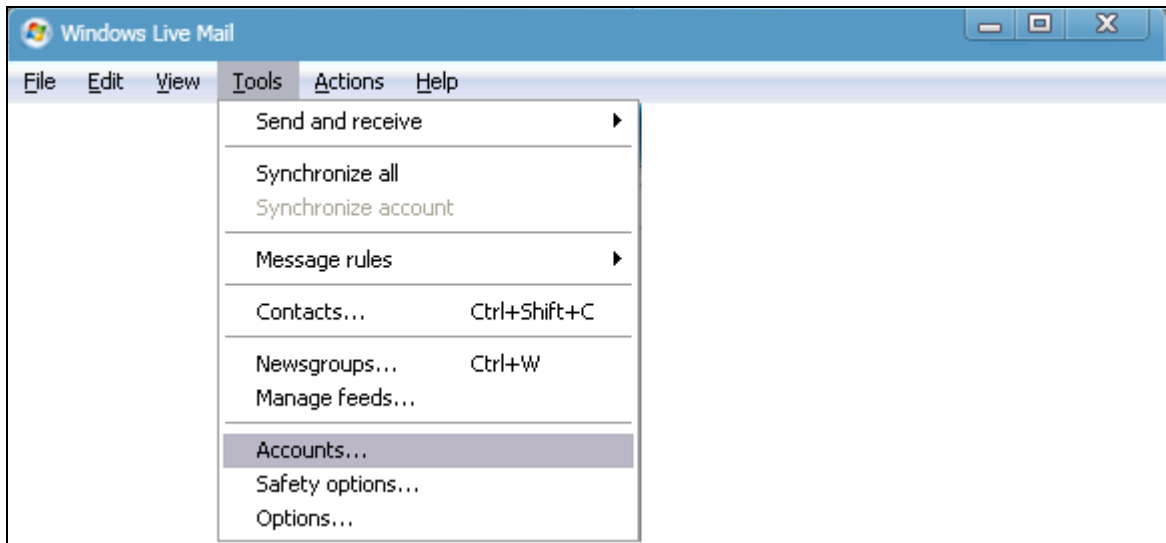 Windows Live Mail
File Edit View Tools Actions Help
Send and receive
Synchronize all
Synchronize account
Message rules
Contacts... Ctrl+Shift+C
Newsgroups... Ctrl+W
Manage feeds...
Accounts...
Safety options...
Options...